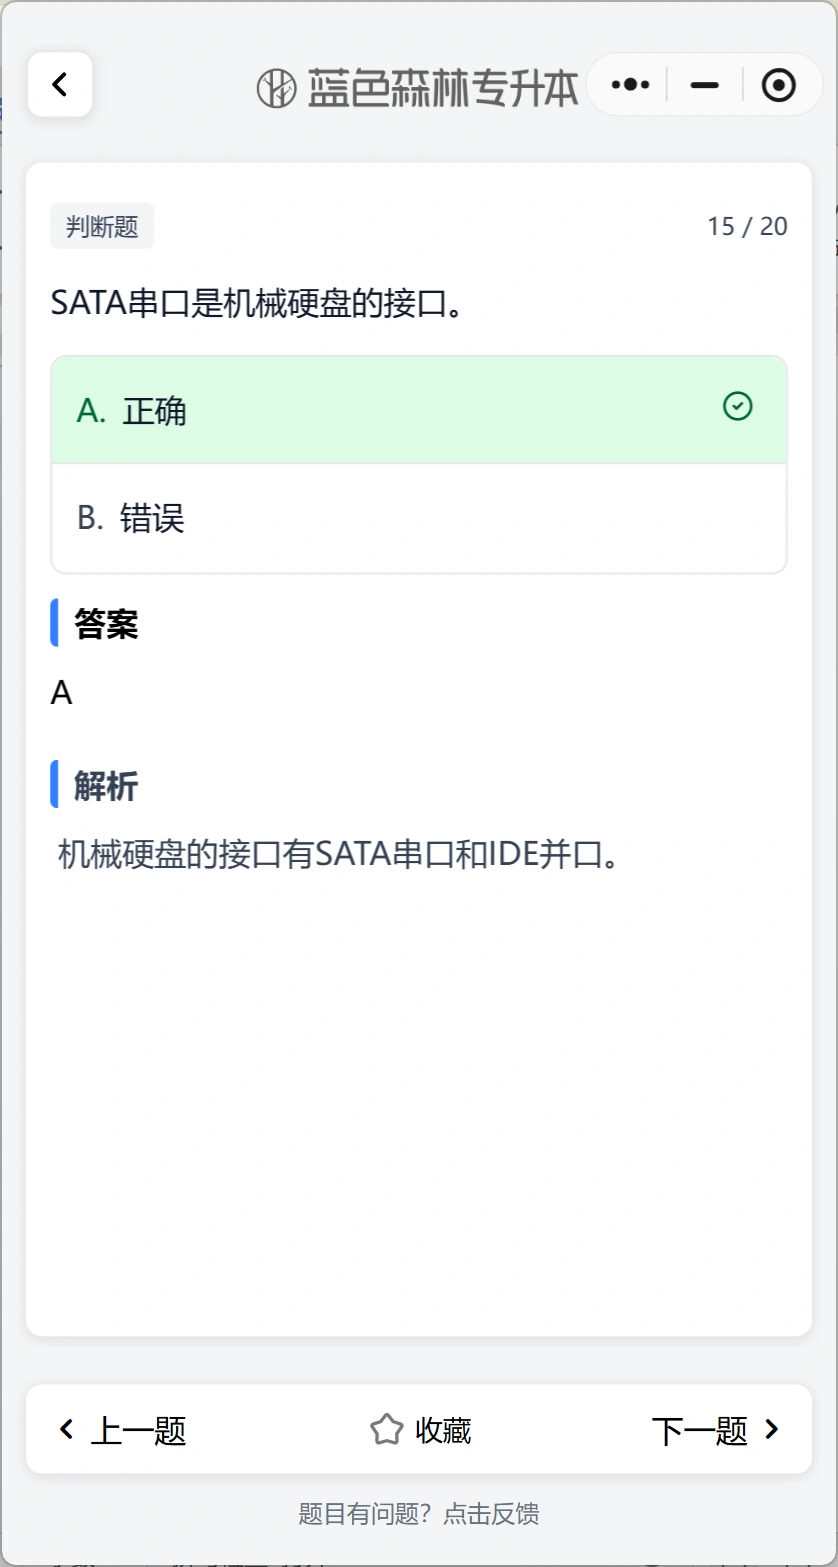 蓝色森林专升本
判断题
15 / 20
SATA串口是机械硬盘的接口。
A. 正确
B. 错误
答案
A
解析
机械硬盘的接口有SATA串口和IDE并口。
上一题
收藏
下一题
题目有问题？点击反馈